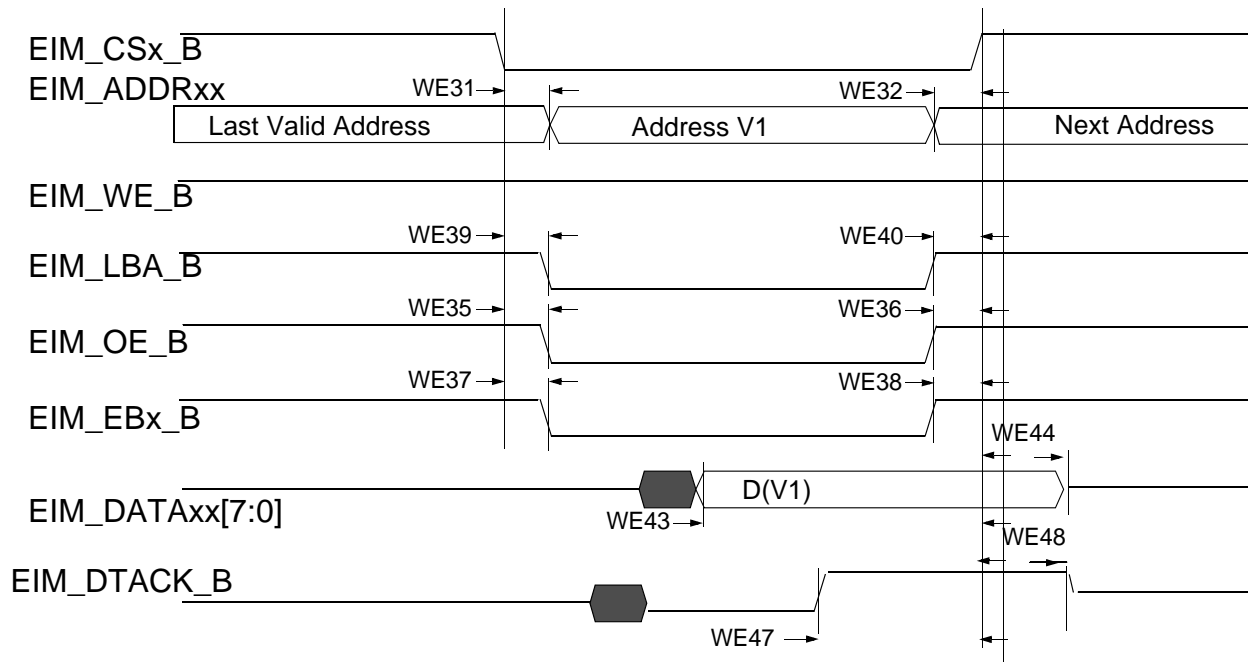 EIM_CSx_B
EIM_ADDRxx
WE31
WE32
Last Valid Address
Address V1
Next Address
EIM_WE_B
WE39
WE40
EIM_LBA_B
WE35
WE36
EIM_OE_B
WE37
WE38
EIM_EBx_B
WE44
D(V1)
EIM_DATAxx[7:0]
WE43
WE48
EIM_DTACK_B
WE47